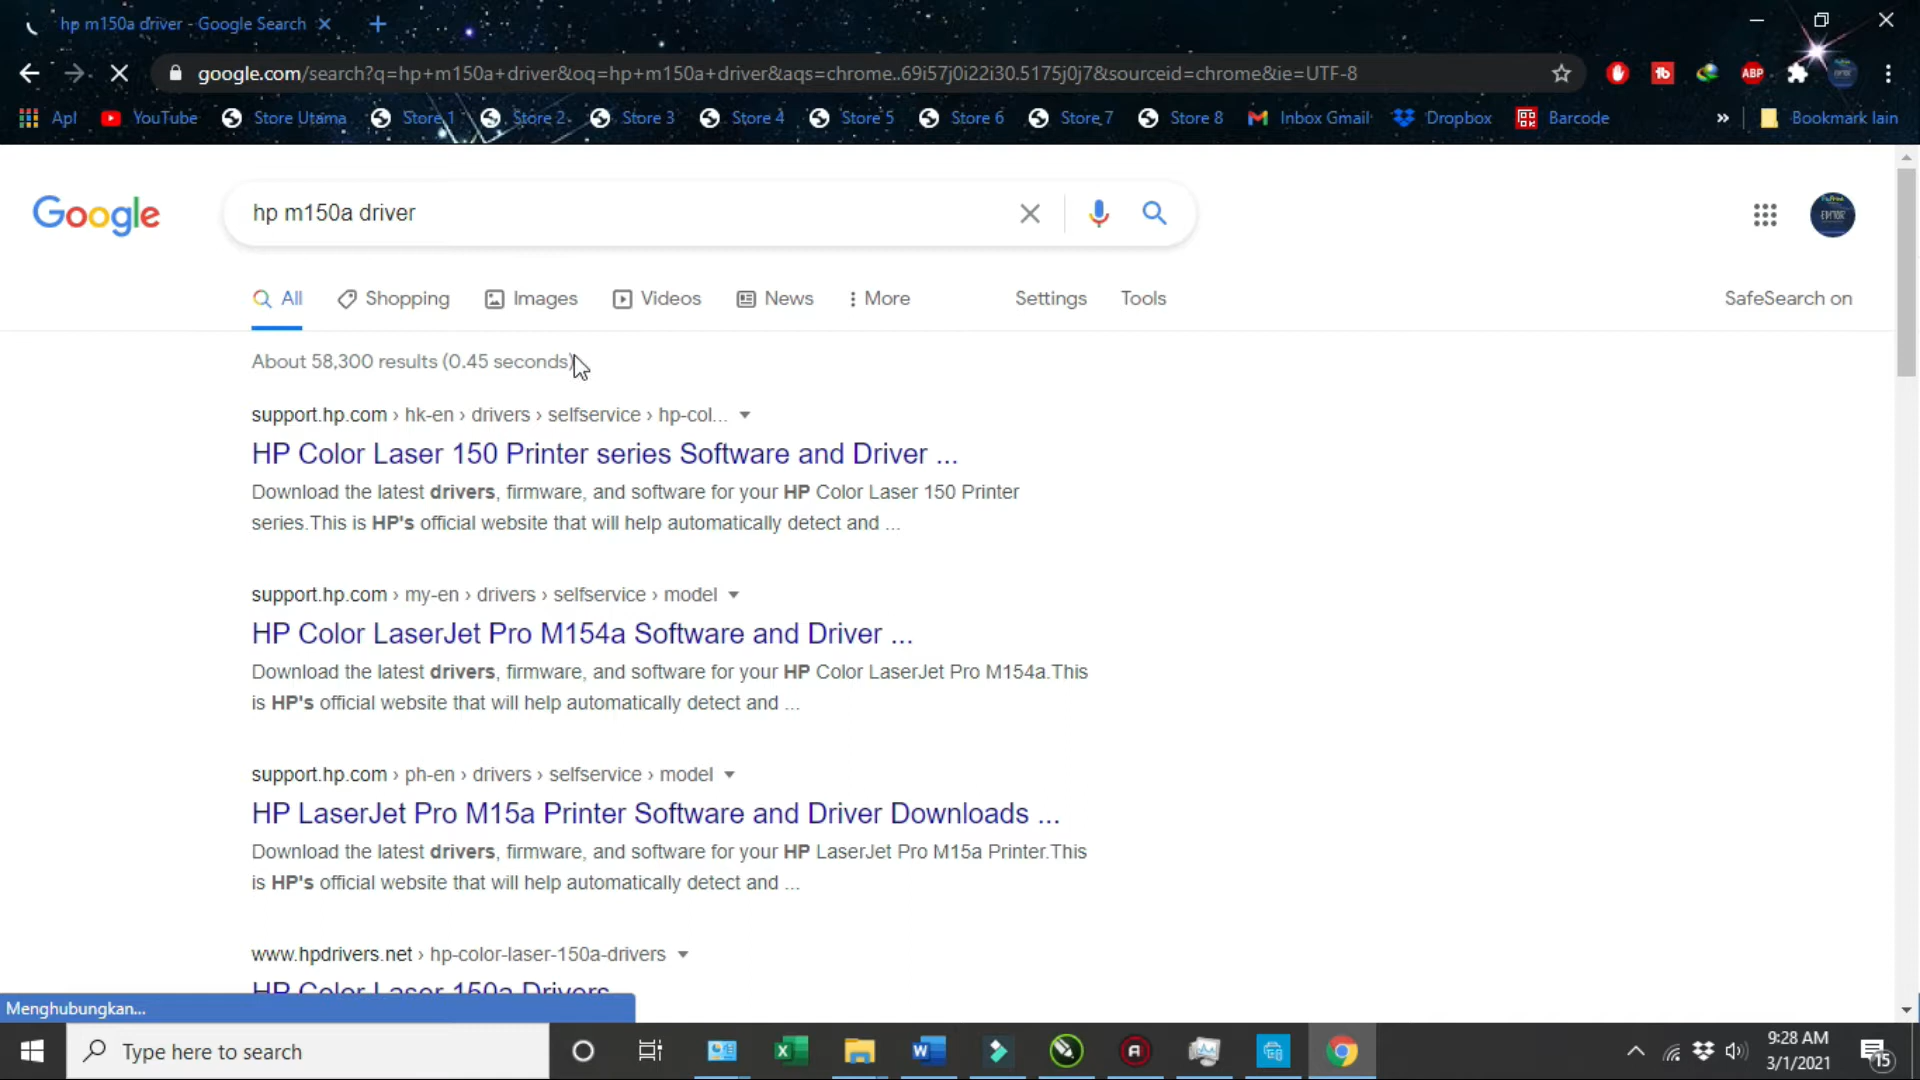 hp m150a driver - Google Search
google.com/search?q=hp+m150a+driver&oq=hp+m150a+driver&aqs=chrome..69i57j0i22i30.5175j0j7&sourceid=chrome&ie=UTF-8
ABP
Apl YouTube Store Utama Store 1 Store 2 Store 3 Store 4 Store 5 Store 6 Store 7 Store 8 Inbox Gmail Dropbox Barcode » Bookmark lain
Google hp m150a driver EDITOR
All Shopping Images Videos News More Settings Tools SafeSearch on
About 58,300 results (0.45 seconds)
support.hp.com › hk-en › drivers › selfservice › hp-col...
HP Color Laser 150 Printer series Software and Driver ...
Download the latest drivers, firmware, and software for your HP Color Laser 150 Printer
series.This is HP's official website that will help automatically detect and ...
support.hp.com › my-en › drivers › selfservice › model
HP Color LaserJet Pro M154a Software and Driver ...
Download the latest drivers, firmware, and software for your HP Color LaserJet Pro M154a.This
is HP's official website that will help automatically detect and ...
support.hp.com › ph-en › drivers › selfservice › model
HP LaserJet Pro M15a Printer Software and Driver Downloads ...
Download the latest drivers, firmware, and software for your HP LaserJet Pro M15a Printer.This
is HP's official website that will help automatically detect and ...
www.hpdrivers.net › hp-color-laser-150a-drivers
HP Color Laser 150a Drivers
Menghubungkan...
Type here to search
9:28 AM
3/1/2021
15